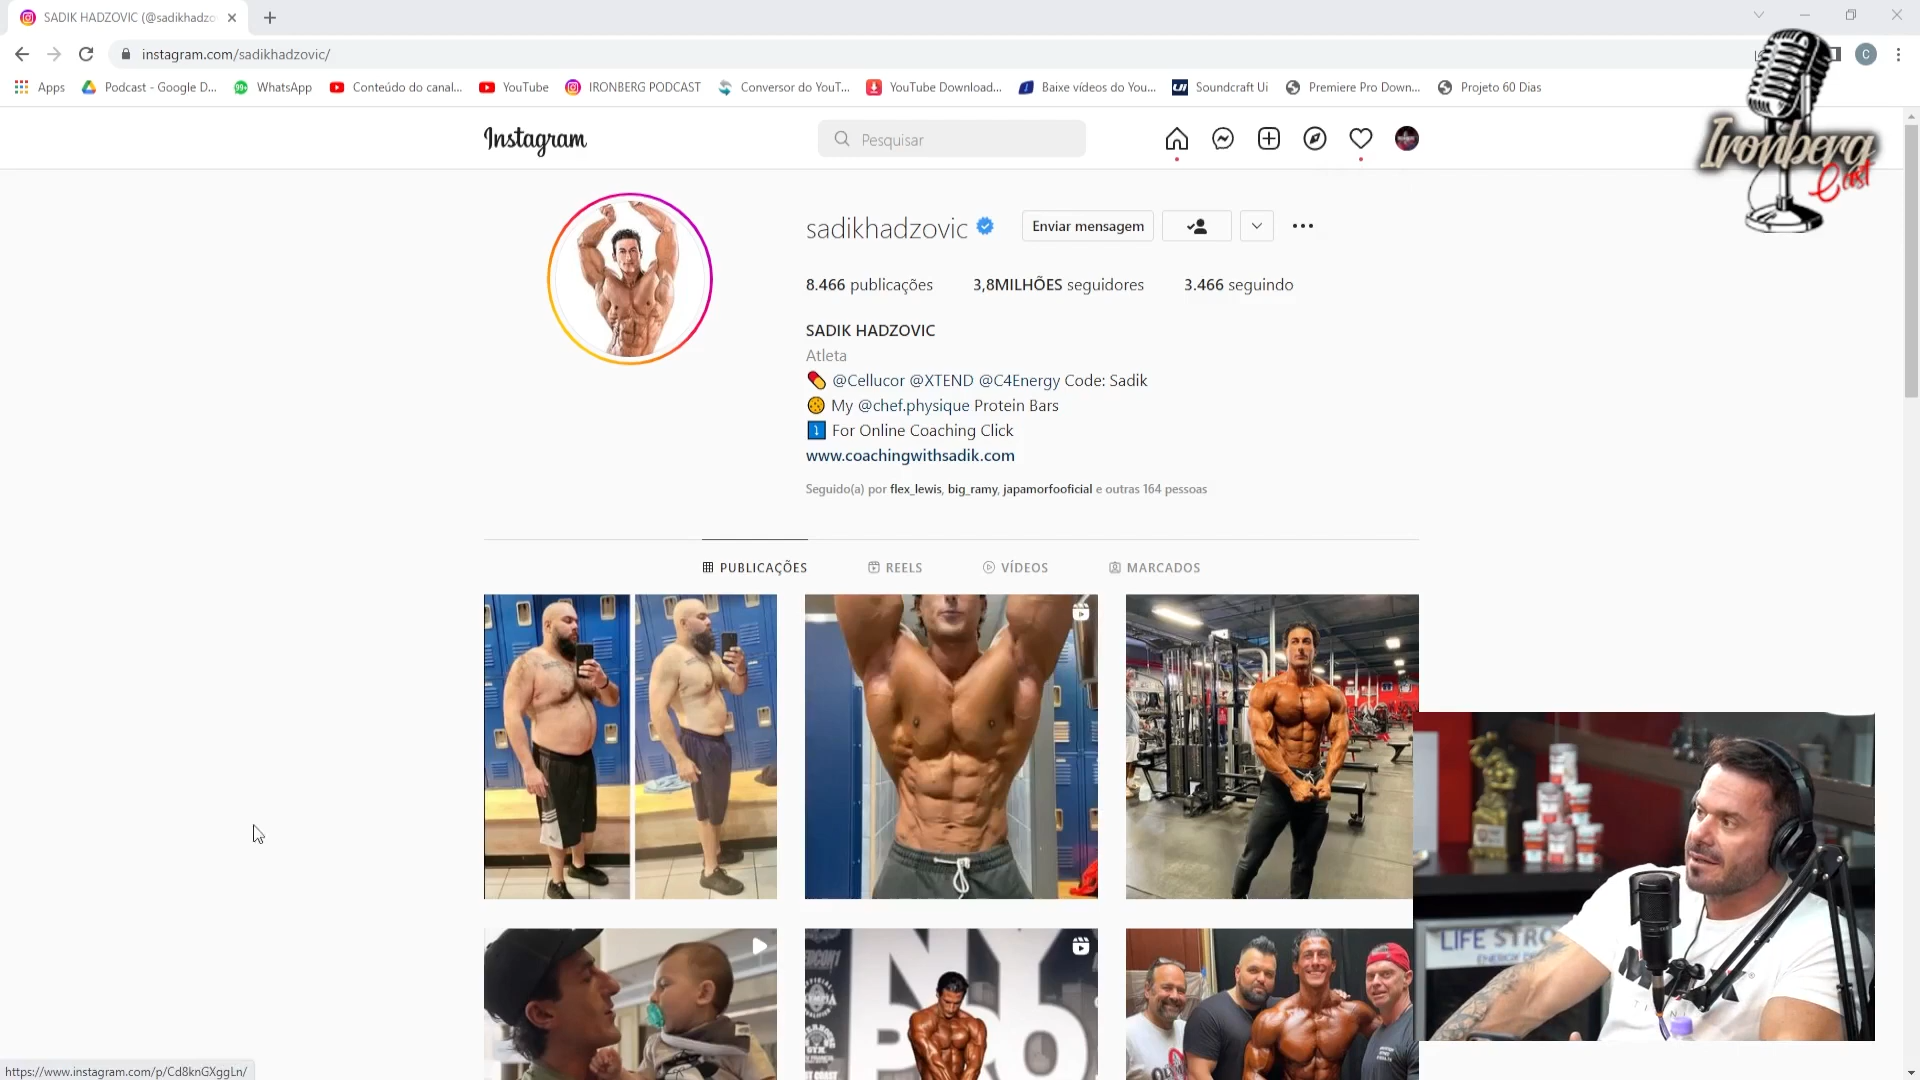 SADIK HADZOVIC (@sadikhadzo
instagram.com/sadikhadzovic/
C
Apps
Podcast - Google D...
WhatsApp
Conteúdo do canal...
YouTube
IRONBERG PODCAST
Conversor do YouT...
YouTube Download...
Baixe vídeos do You...
Soundcraft Ui
Premiere Pro Down...
Projeto 60 Dias
Instagram
Pesquisar
Ironberg
Cast
sadikhadzovic
Enviar mensagem
8.466 publicações
3,8MILHÕES seguidores
3.466 seguindo
SADIK HADZOVIC
Atleta
@Cellucor @XTEND @C4Energy Code: Sadik
My @chef.physique Protein Bars
For Online Coaching Click
www.coachingwithsadik.com
Seguido(a) por flex_lewis, big_ramy, japamorfooficial e outras 164 pessoas
PUBLICAÇÕES
REELS
VÍDEOS
MARCADOS
LIFE STRO
NY
PRO
https://www.instagram.com/p/Cd8knGXggLn/